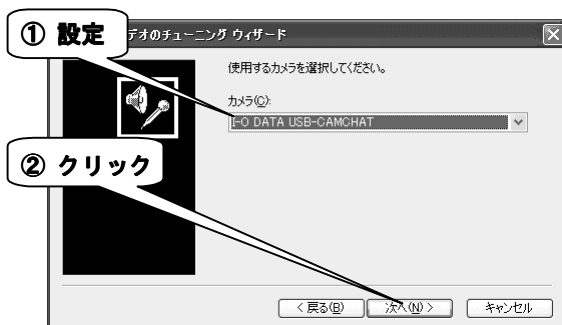 ① 設定
デオのチューニング ウィザード
使用するカメラを選択してください。
カメラ(C):
I-O DATA USB-CAMCHAT
② クリック
< 戻る(B)
次へ(N) >
キャンセル